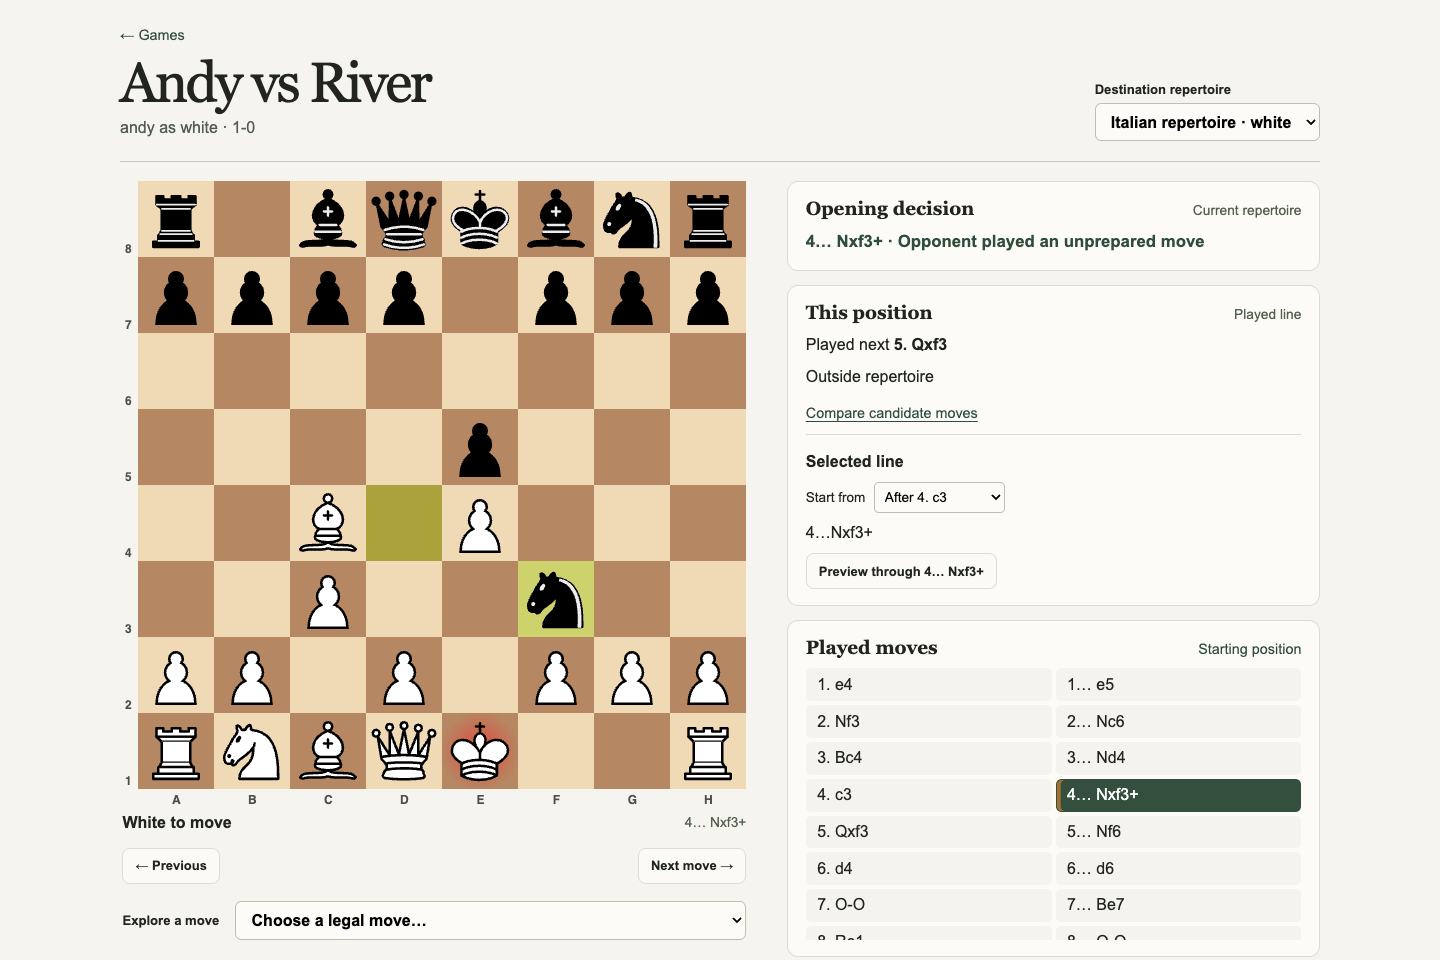 ← Games
Andy vs River
andy as white · 1-0
Destination repertoire
Italian repertoire · white
8
7
6
5
4
3
2
1
A B C D E F G H
White to move
4… Nxf3+
← Previous
Next move →
Explore a move
Choose a legal move…
Opening decision
Current repertoire
4… Nxf3+ · Opponent played an unprepared move
This position
Played line
Played next 5. Qxf3
Outside repertoire
Compare candidate moves
Selected line
Start from
After 4. c3
4…Nxf3+
Preview through 4… Nxf3+
Played moves
Starting position
1. e4
1… e5
2. Nf3
2… Nc6
3. Bc4
3… Nd4
4. c3
4… Nxf3+
5. Qxf3
5… Nf6
6. d4
6… d6
7. O-O
7… Be7
8. Re1
8… O-O